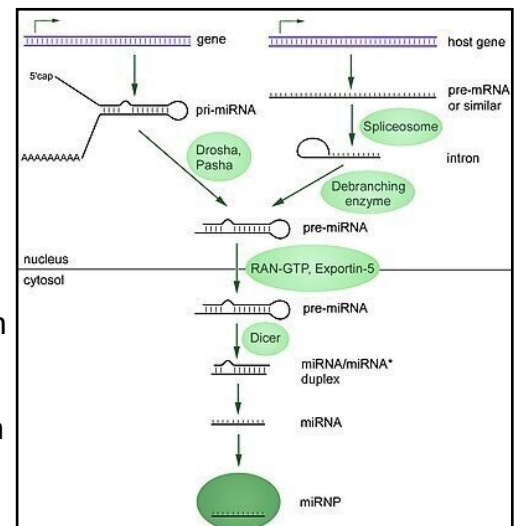 gene
host gene
5'cap
pri-miRNA
pre-mRNA
or similar
Spliceosome
Drosha,
Pasha
AAAAAAAAA
intron
Debranching
enzyme
pre-miRNA
nucleus
RAN-GTP, Exportin-5
cytosol
pre-miRNA
n
Dicer
miRNA/miRNA*
duplex
miRNA
n
miRNP